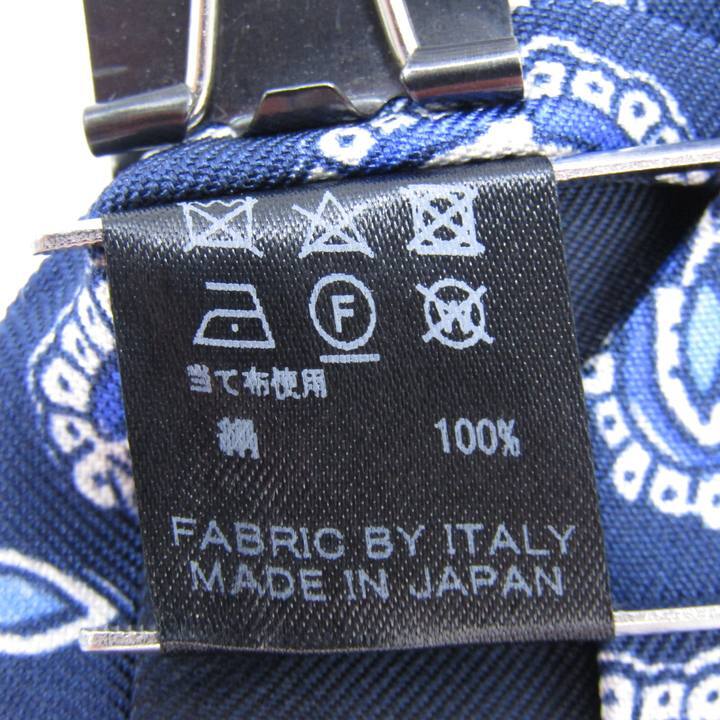 F W
当て布使用
絹 100%
FABRIC BY ITALY
MADE IN JAPAN